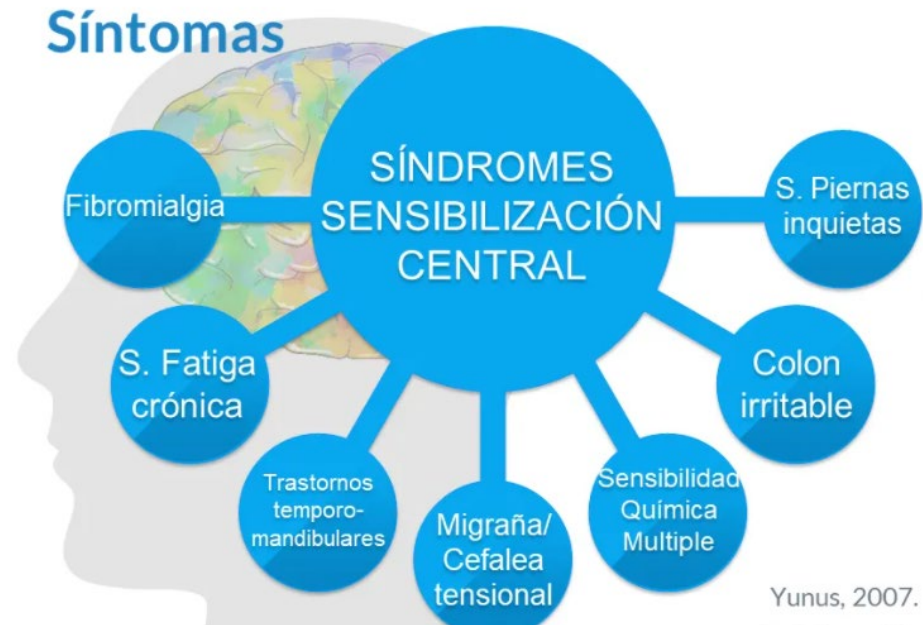 Síntomas
SÍNDROMES
SENSIBILIZACIÓN
CENTRAL
Fibromialgia
S. Fatiga
crónica
Trastornos
temporo-
mandibulares
Migraña/
Cefalea
tensional
Sensibilidad
Química
Multiple
Colon
irritable
S. Piernas
inquietas
Yunus, 2007.